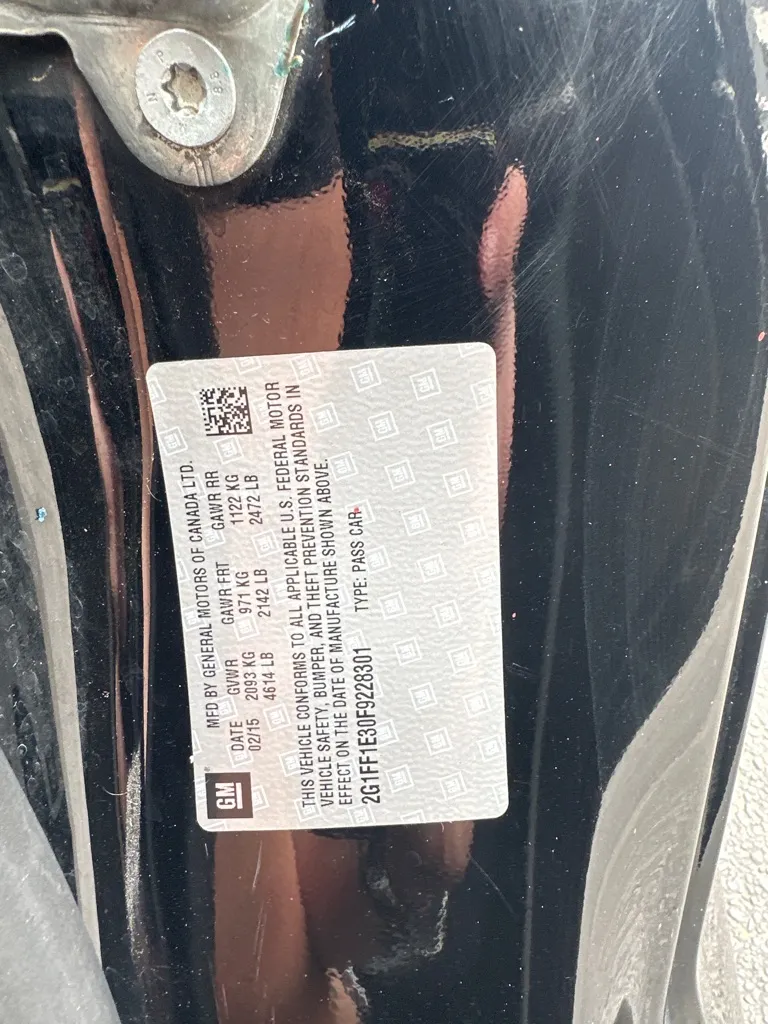 GM
MFD BY GENERAL MOTORS OF CANADA LTD.
DATE GVWR GAWR FRT GAWR RR
02/15 2093 KG 971 KG 1122 KG
4614 LB 2142 LB 2472 LB
THIS VEHICLE CONFORMS TO ALL APPLICABLE U.S. FEDERAL MOTOR
VEHICLE SAFETY, BUMPER, AND THEFT PREVENTION STANDARDS IN
EFFECT ON THE DATE OF MANUFACTURE SHOWN ABOVE.
2G1FF1E30F9228301 TYPE: PASS CAR
8.8